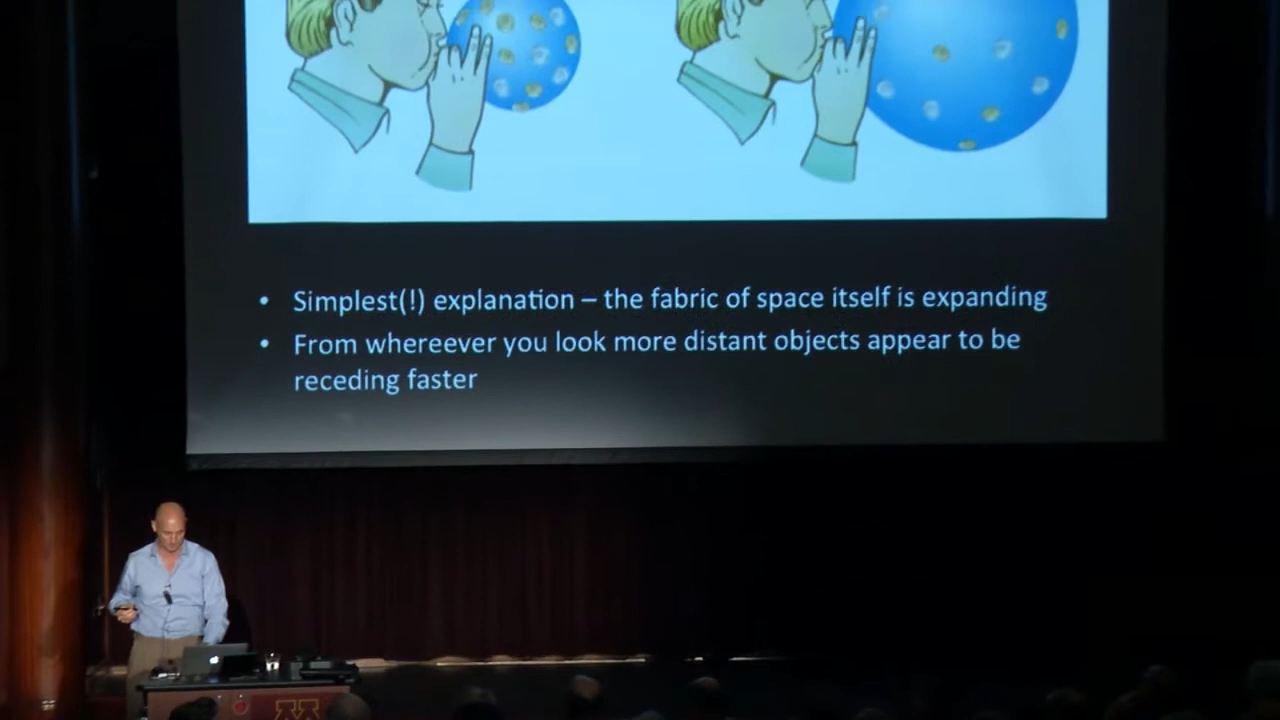 • Simplest(!) explanation – the fabric of space itself is expanding
• From whereever you look more distant objects appear to be
receding faster
M